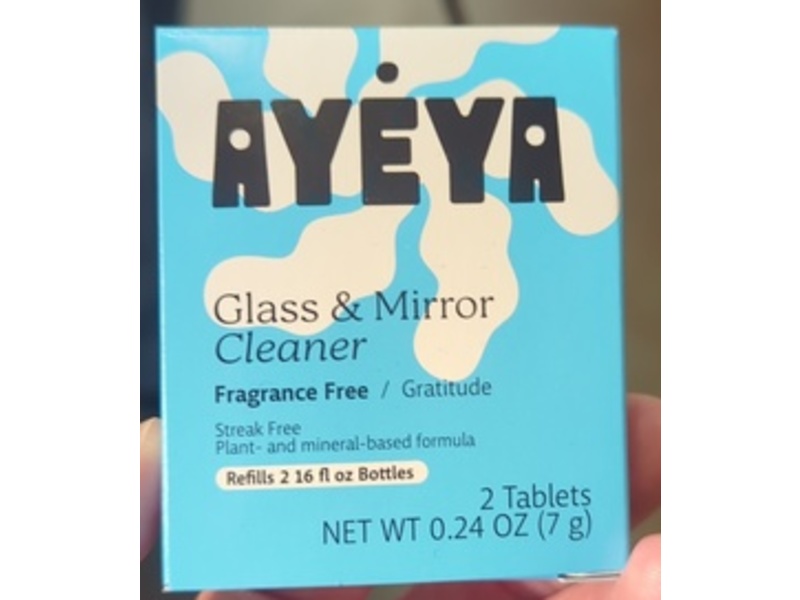 AYĖYA
Glass & Mirror
Cleaner
Fragrance Free / Gratitude
Streak Free
Plant- and mineral-based formula
Refills 2 16 fl oz Bottles
2 Tablets
NET WT 0.24 OZ (7 g)